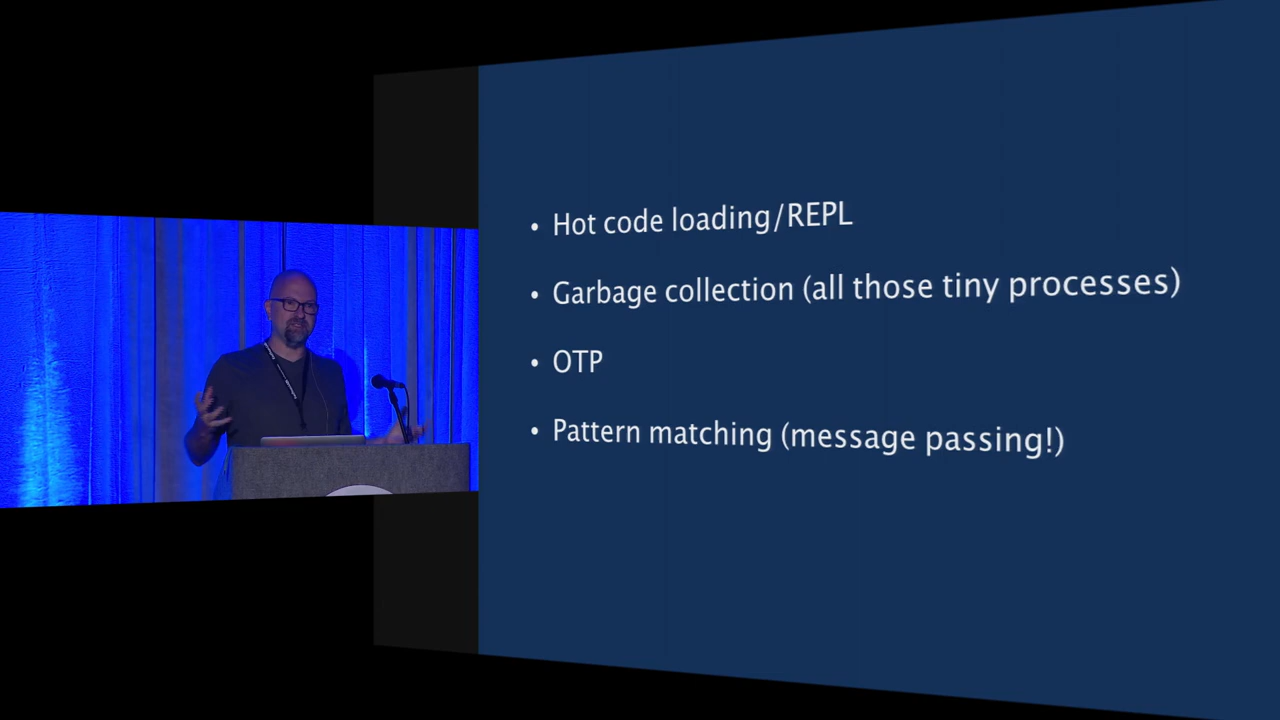 • Hot code loading/REPL
• Garbage collection (all those tiny processes)
• OTP
• Pattern matching (message passing!)